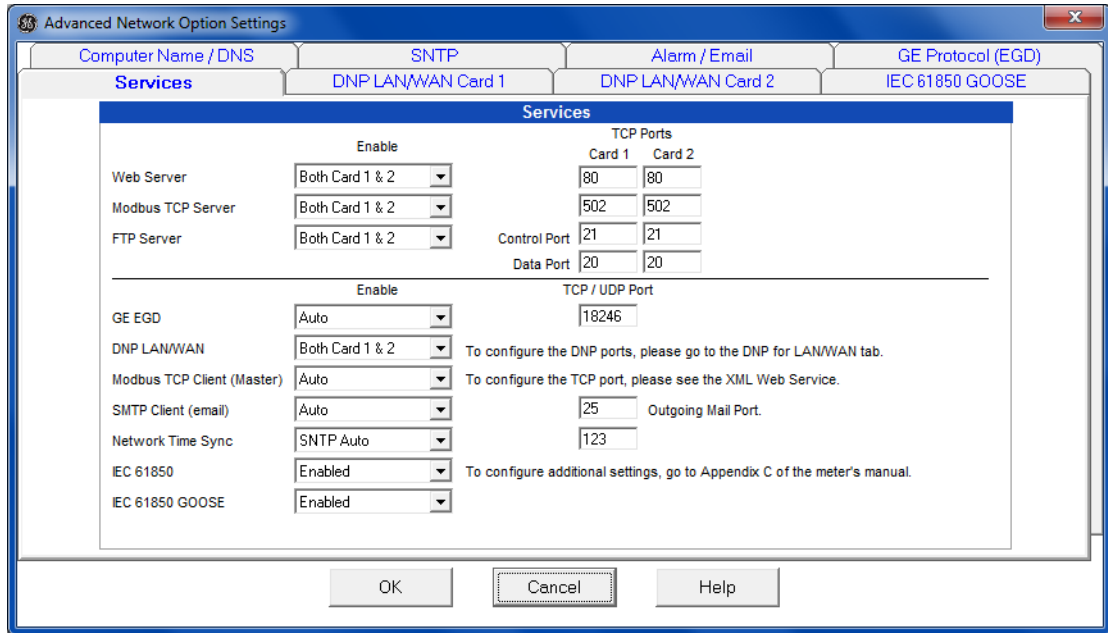 Advanced Network Option Settings
Computer Name / DNS SNTP Alarm / Email GE Protocol (EGD)
Services DNP LAN/WAN Card 1 DNP LAN/WAN Card 2 IEC 61850 GOOSE
Services
Enable TCP Ports
Card 1 Card 2
Web Server Both Card 1 & 2 80 80
Modbus TCP Server Both Card 1 & 2 502 502
FTP Server Both Card 1 & 2 Control Port 21 21
Data Port 20 20
Enable TCP / UDP Port
GE EGD Auto 18246
DNP LAN/WAN Both Card 1 & 2 To configure the DNP ports, please go to the DNP for LAN/WAN tab.
Modbus TCP Client (Master) Auto To configure the TCP port, please see the XML Web Service.
SMTP Client (email) Auto 25 Outgoing Mail Port.
Network Time Sync SNTP Auto 123
IEC 61850 Enabled To configure additional settings, go to Appendix C of the meter's manual.
IEC 61850 GOOSE Enabled
OK Cancel Help